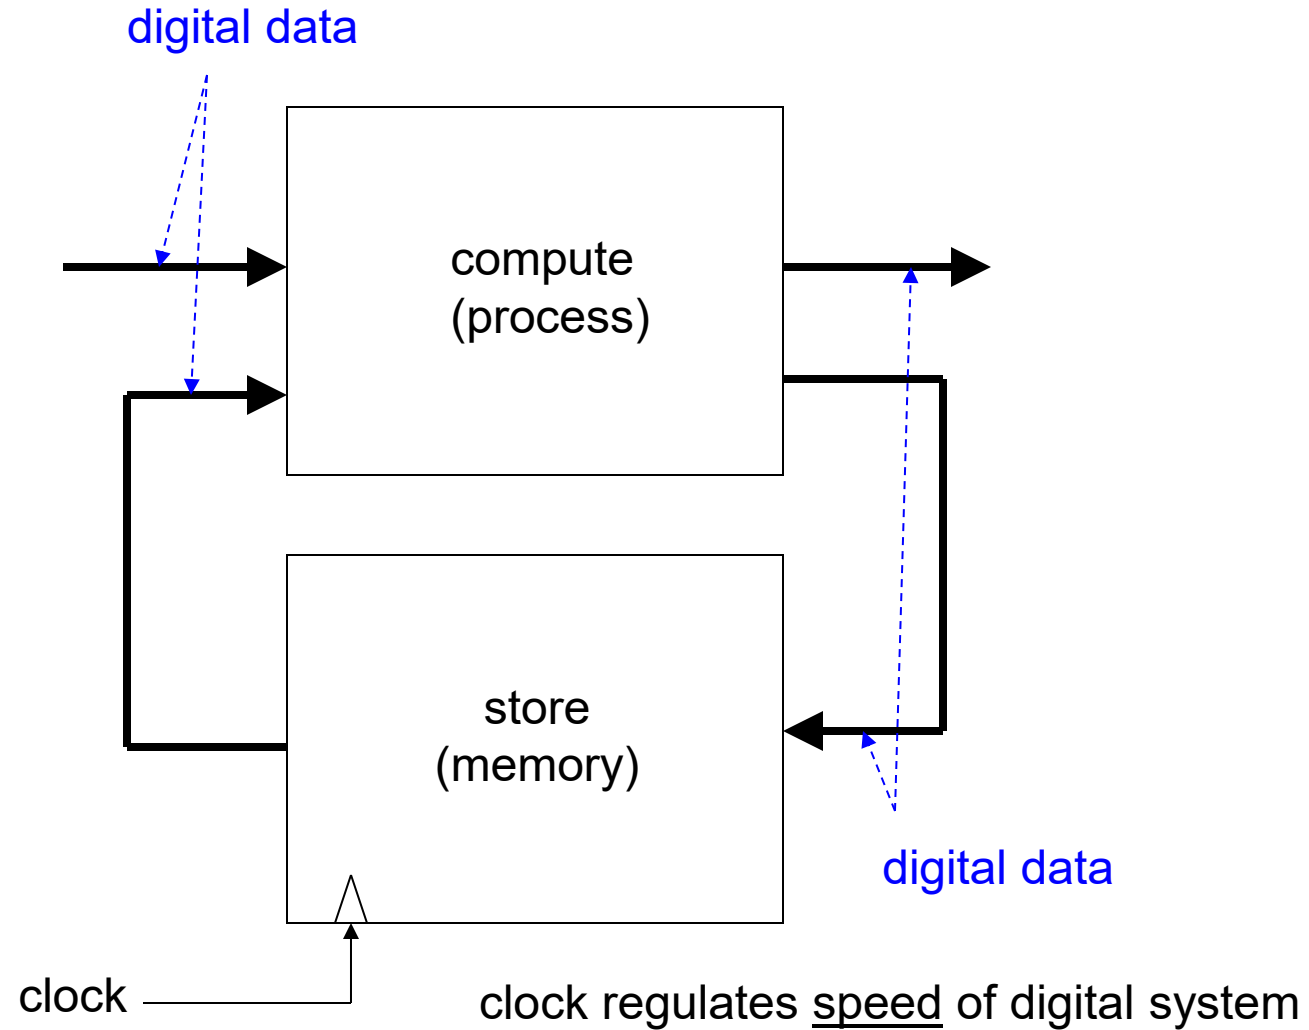 digital data
compute
(process)
store
(memory)
digital data
clock
clock regulates speed of digital system